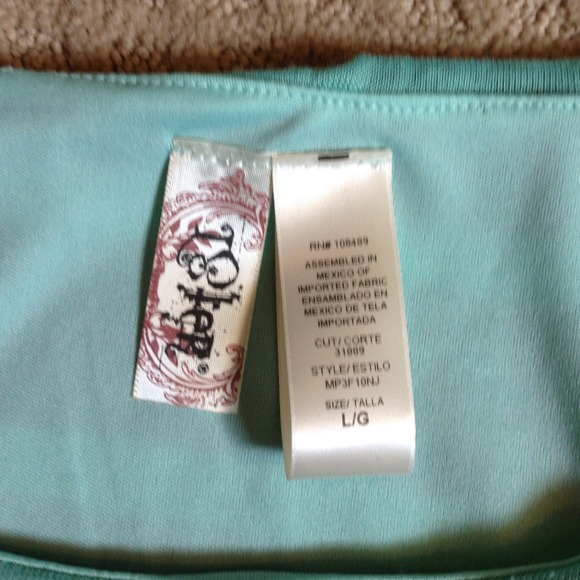 RN# 108489
ASSEMBLED IN
MEXICO OF
IMPORTED FABRIC
ENSAMBLADO EN
MEXICO DE TELA
IMPORTADA
CUT/ CORTE
31889
STYLE/ ESTILO
MP3F10NJ
SIZE/ TALLA
L/G